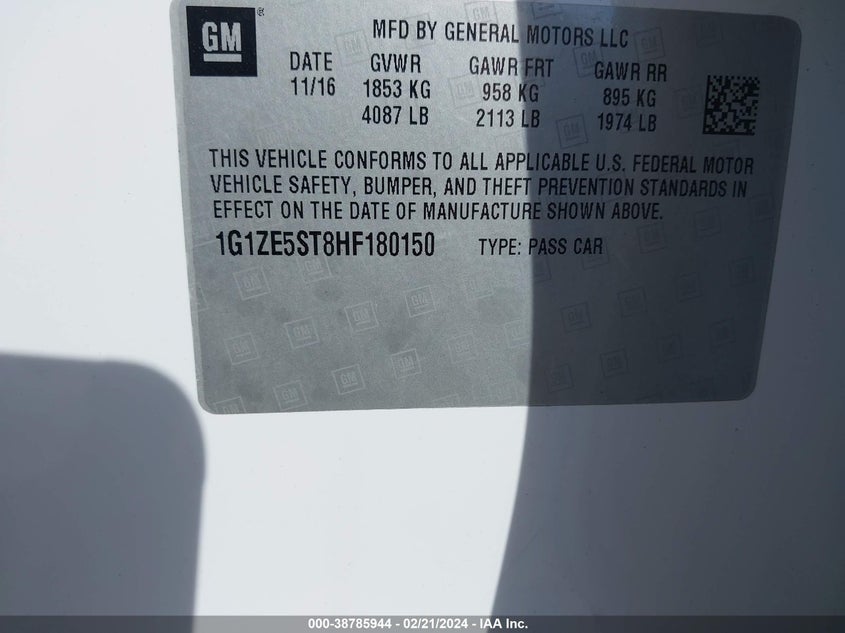 GM ®
MFD BY GENERAL MOTORS LLC
DATE GVWR GAWR FRT GAWR RR
11/16 1853 KG 958 KG 895 KG
4087 LB 2113 LB 1974 LB
THIS VEHICLE CONFORMS TO ALL APPLICABLE U.S. FEDERAL MOTOR
VEHICLE SAFETY, BUMPER, AND THEFT PREVENTION STANDARDS IN
EFFECT ON THE DATE OF MANUFACTURE SHOWN ABOVE.
1G1ZE5ST8HF180150 TYPE: PASS CAR
000-38785944 - 02/21/2024 - IAA Inc.